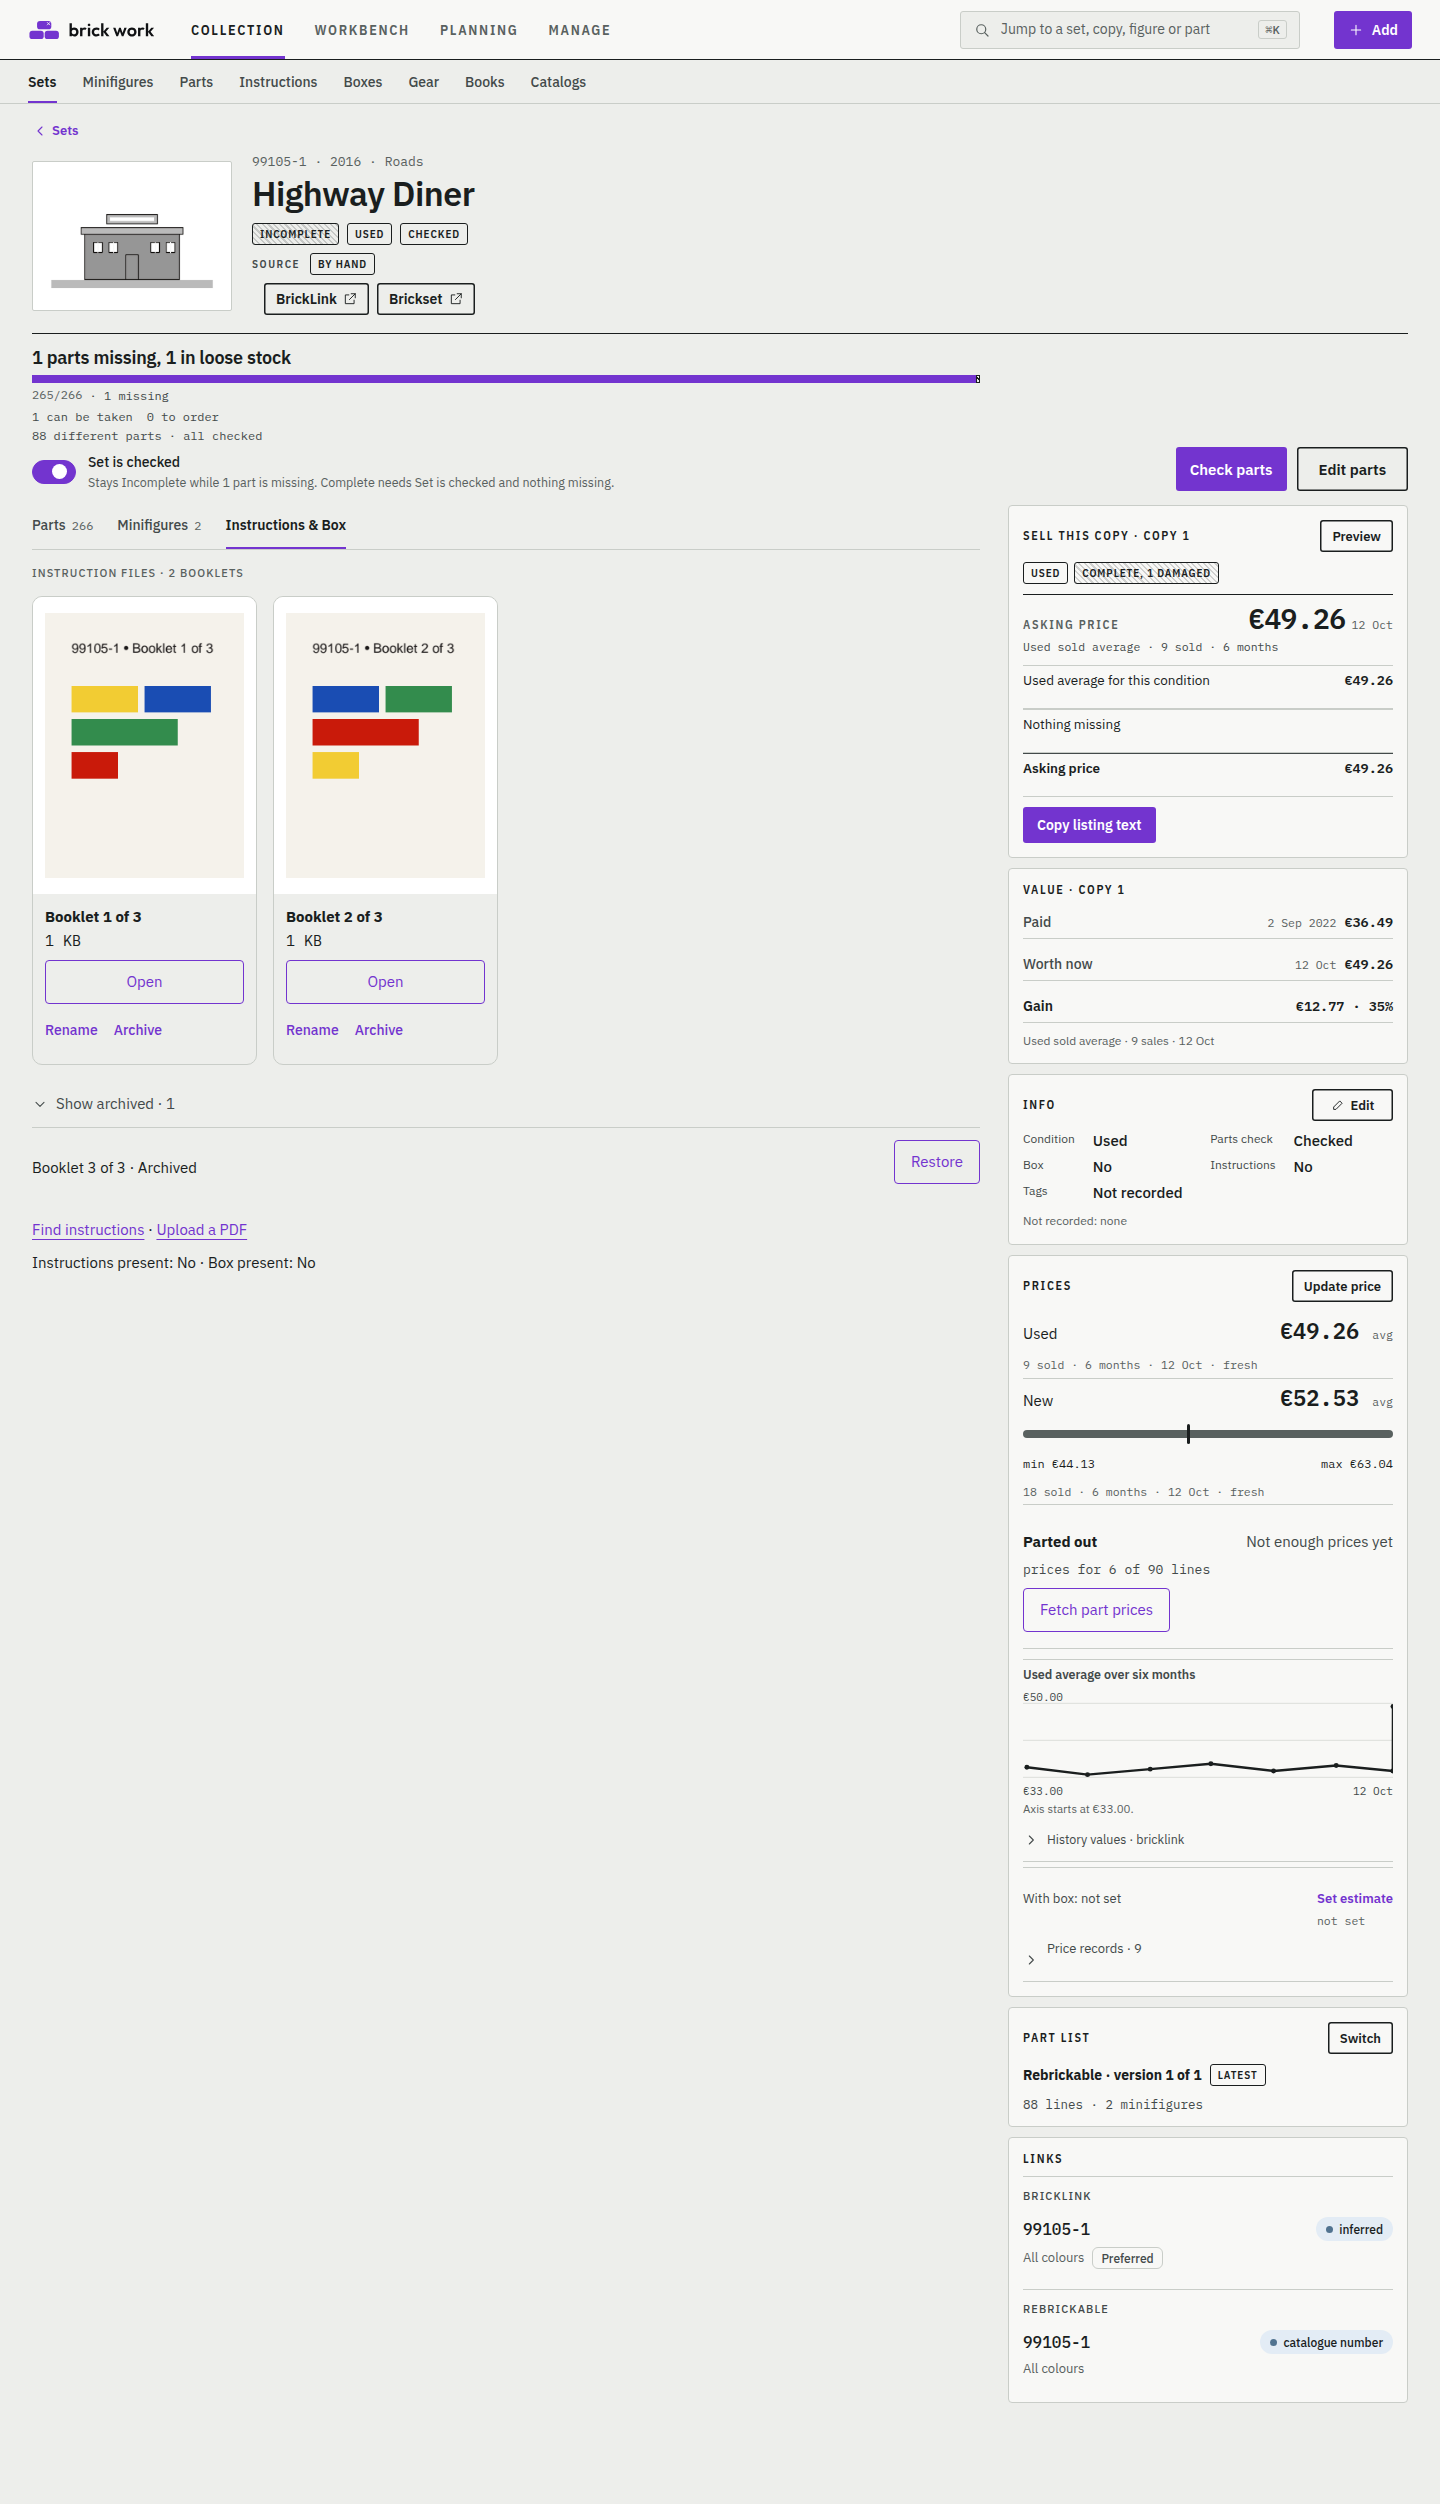 brick work
COLLECTION WORKBENCH PLANNING MANAGE
Jump to a set, copy, figure or part ⌘K
Add
Sets Minifigures Parts Instructions Boxes Gear Books Catalogs
Sets
99105-1 · 2016 · Roads
Highway Diner
INCOMPLETE USED CHECKED
SOURCE BY HAND
BrickLink Brickset
1 parts missing, 1 in loose stock
265/266 · 1 missing
1 can be taken 0 to order
88 different parts · all checked
Set is checked
Stays Incomplete while 1 part is missing. Complete needs Set is checked and nothing missing.
Check parts Edit parts
Parts 266 Minifigures 2 Instructions & Box
INSTRUCTION FILES · 2 BOOKLETS
99105-1 • Booklet 1 of 3
Booklet 1 of 3
1 KB
Open
Rename Archive
99105-1 • Booklet 2 of 3
Booklet 2 of 3
1 KB
Open
Rename Archive
Show archived · 1
Booklet 3 of 3 · Archived
Restore
Find instructions · Upload a PDF
Instructions present: No · Box present: No
SELL THIS COPY · COPY 1
Preview
USED COMPLETE, 1 DAMAGED
ASKING PRICE €49.26 12 Oct
Used sold average · 9 sold · 6 months
Used average for this condition €49.26
Nothing missing
Asking price €49.26
Copy listing text
VALUE · COPY 1
Paid 2 Sep 2022 €36.49
Worth now 12 Oct €49.26
Gain €12.77 · 35%
Used sold average · 9 sales · 12 Oct
INFO
Edit
Condition Used Parts check Checked
Box No Instructions No
Tags Not recorded
Not recorded: none
PRICES
Update price
Used €49.26 avg
9 sold · 6 months · 12 Oct · fresh
New €52.53 avg
min €44.13 max €63.04
18 sold · 6 months · 12 Oct · fresh
Parted out Not enough prices yet
prices for 6 of 90 lines
Fetch part prices
Used average over six months
€50.00
€33.00 12 Oct
Axis starts at €33.00.
History values · bricklink
With box: not set Set estimate
not set
Price records · 9
PART LIST
Switch
Rebrickable · version 1 of 1 LATEST
88 lines · 2 minifigures
LINKS
BRICKLINK
99105-1 inferred
All colours Preferred
REBRICKABLE
99105-1 catalogue number
All colours